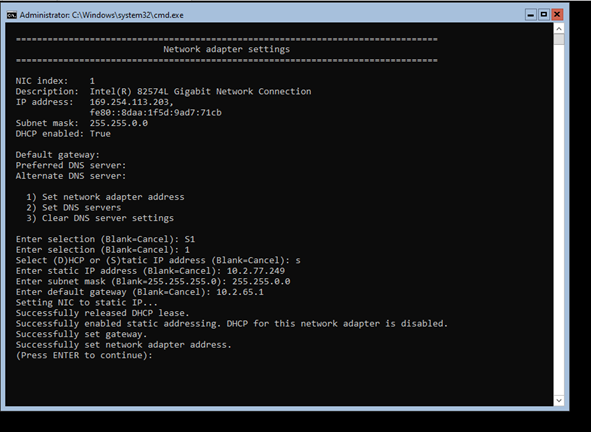 Administrator: C:\Windows\system32\cmd.exe
================================================================================
Network adapter settings
================================================================================
NIC index: 1
Description: Intel(R) 82574L Gigabit Network Connection
IP address: 169.254.113.203,
fe80::8daa:1f5d:9ad7:71cb
Subnet mask: 255.255.0.0
DHCP enabled: True
Default gateway:
Preferred DNS server:
Alternate DNS server:
1) Set network adapter address
2) Set DNS servers
3) Clear DNS server settings
Enter selection (Blank=Cancel): S1
Enter selection (Blank=Cancel): 1
Select (D)HCP or (S)tatic IP address (Blank=Cancel): s
Enter static IP address (Blank=Cancel): 10.2.77.249
Enter subnet mask (Blank=255.255.255.0): 255.255.0.0
Enter default gateway (Blank=Cancel): 10.2.65.1
Setting NIC to static IP...
Successfully released DHCP lease.
Successfully enabled static addressing. DHCP for this network adapter is disabled.
Successfully set gateway.
Successfully set network adapter address.
(Press ENTER to continue):